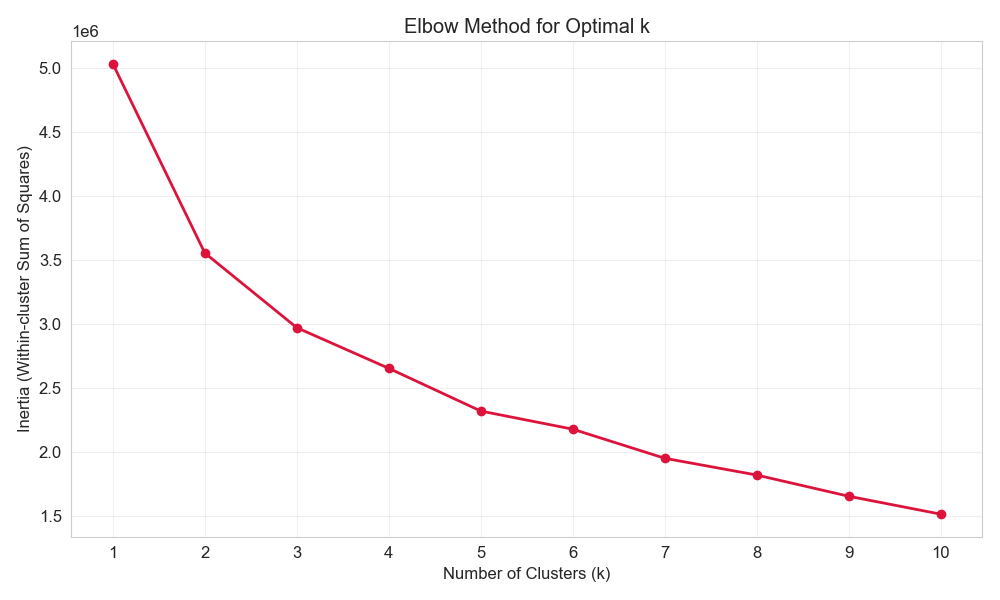 Elbow Method for Optimal k
1e6
5.0
4.5
4.0
3.5
3.0
2.5
2.0
1.5
Inertia (Within-cluster Sum of Squares)
1 2 3 4 5 6 7 8 9 10
Number of Clusters (k)